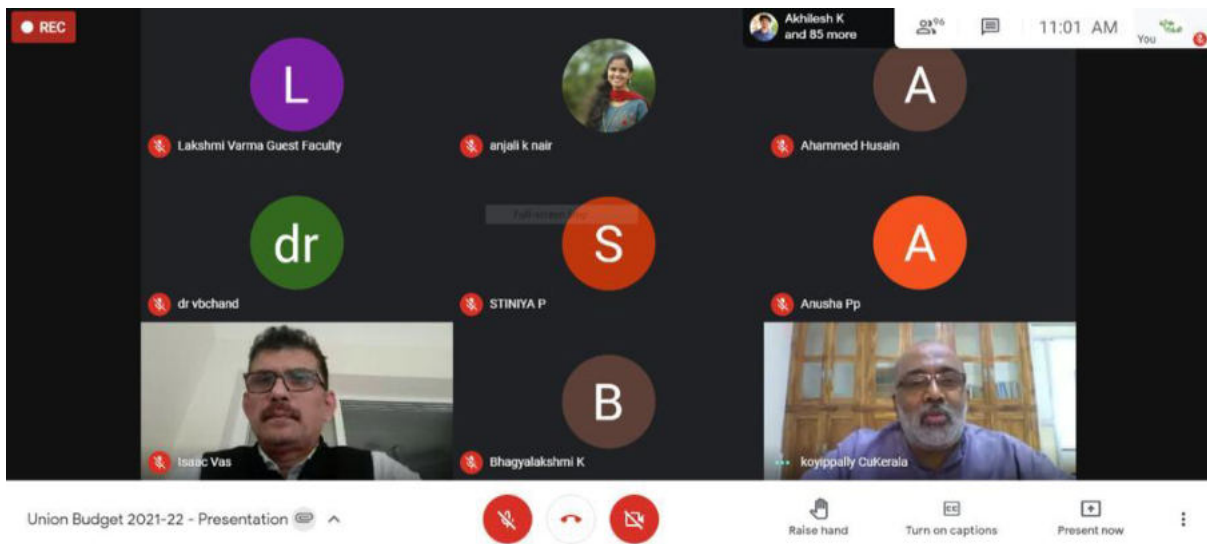 REC
Akhilesh K
and 85 more
96
11:01 AM
You
L
A
Lakshmi Varma Guest Faculty
anjali k nair
Ahammed Husain
dr
S
A
dr vbchand
STINIYA P
Anusha Pp
B
Isaac Vas
Bhagyalakshmi K
koyippally CuKerala
Union Budget 2021-22 - Presentation
Raise hand
CC
Turn on captions
Present now